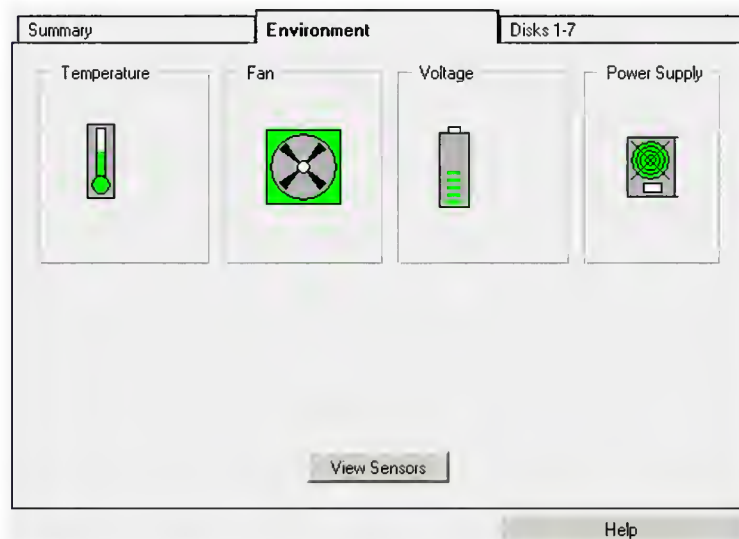 Summary
Environment
Disks 1-7
Temperature
Fan
Voltage
Power Supply
View Sensors
Help